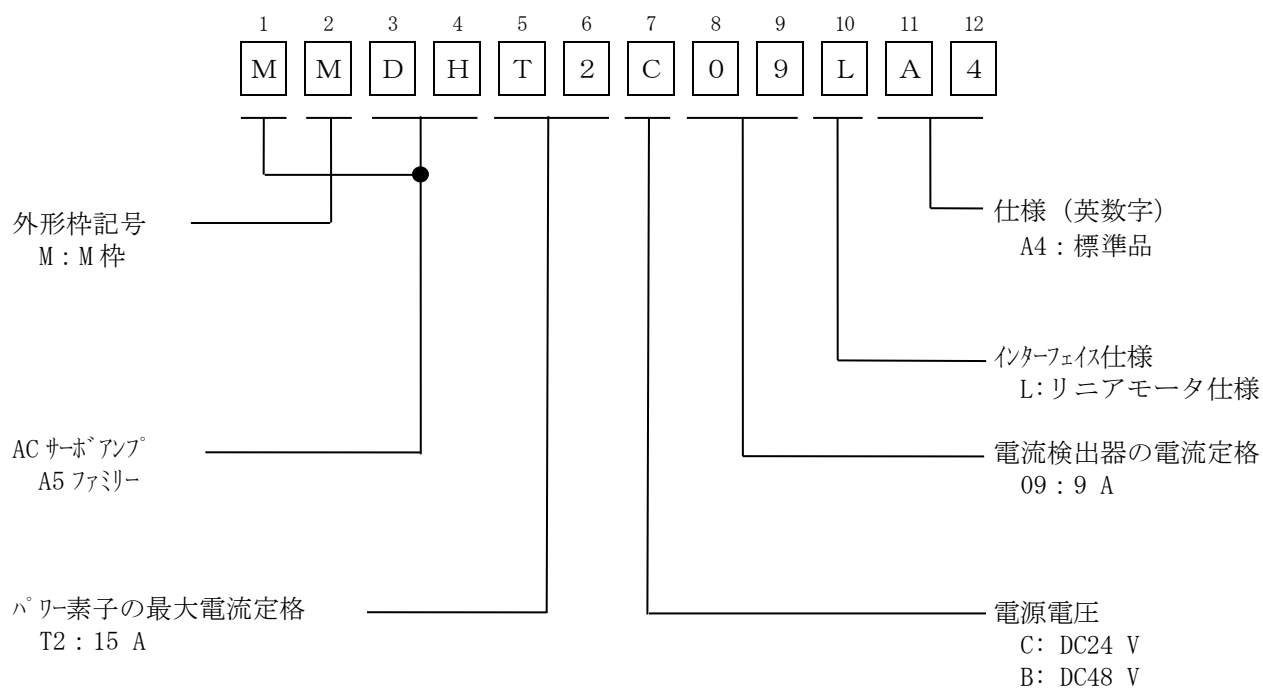 1 2 3 4 5 6 7 8 9 10 11 12
M M D H T 2 C 0 9 L A 4
外形枠記号
M：M枠
仕様（英数字）
A4：標準品
ｲﾝﾀｰﾌｪｲｽ仕様
L:リニアモータ仕様
ACｻｰﾎﾞｱﾝﾌﾟ
A5ﾌｧﾐﾘｰ
電流検出器の電流定格
09：9 A
ﾊﾟﾜｰ素子の最大電流定格
T2：15 A
電源電圧
C: DC24 V
B: DC48 V